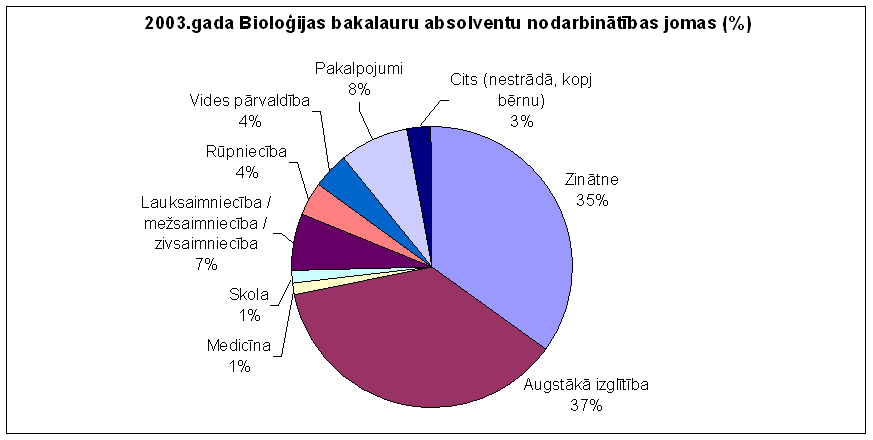 2003.gada Bioloģijas bakalauru absolventu nodarbinātības jomas (%)
Zinātne
35%
Augstākā izglītība
37%
Medicīna
1%
Skola
1%
Lauksaimniecība /
mežsaimniecība /
zivsaimniecība
7%
Rūpniecība
4%
Vides pārvaldība
4%
Pakalpojumi
8%
Cits (nestrādā, kopj
bērnu)
3%